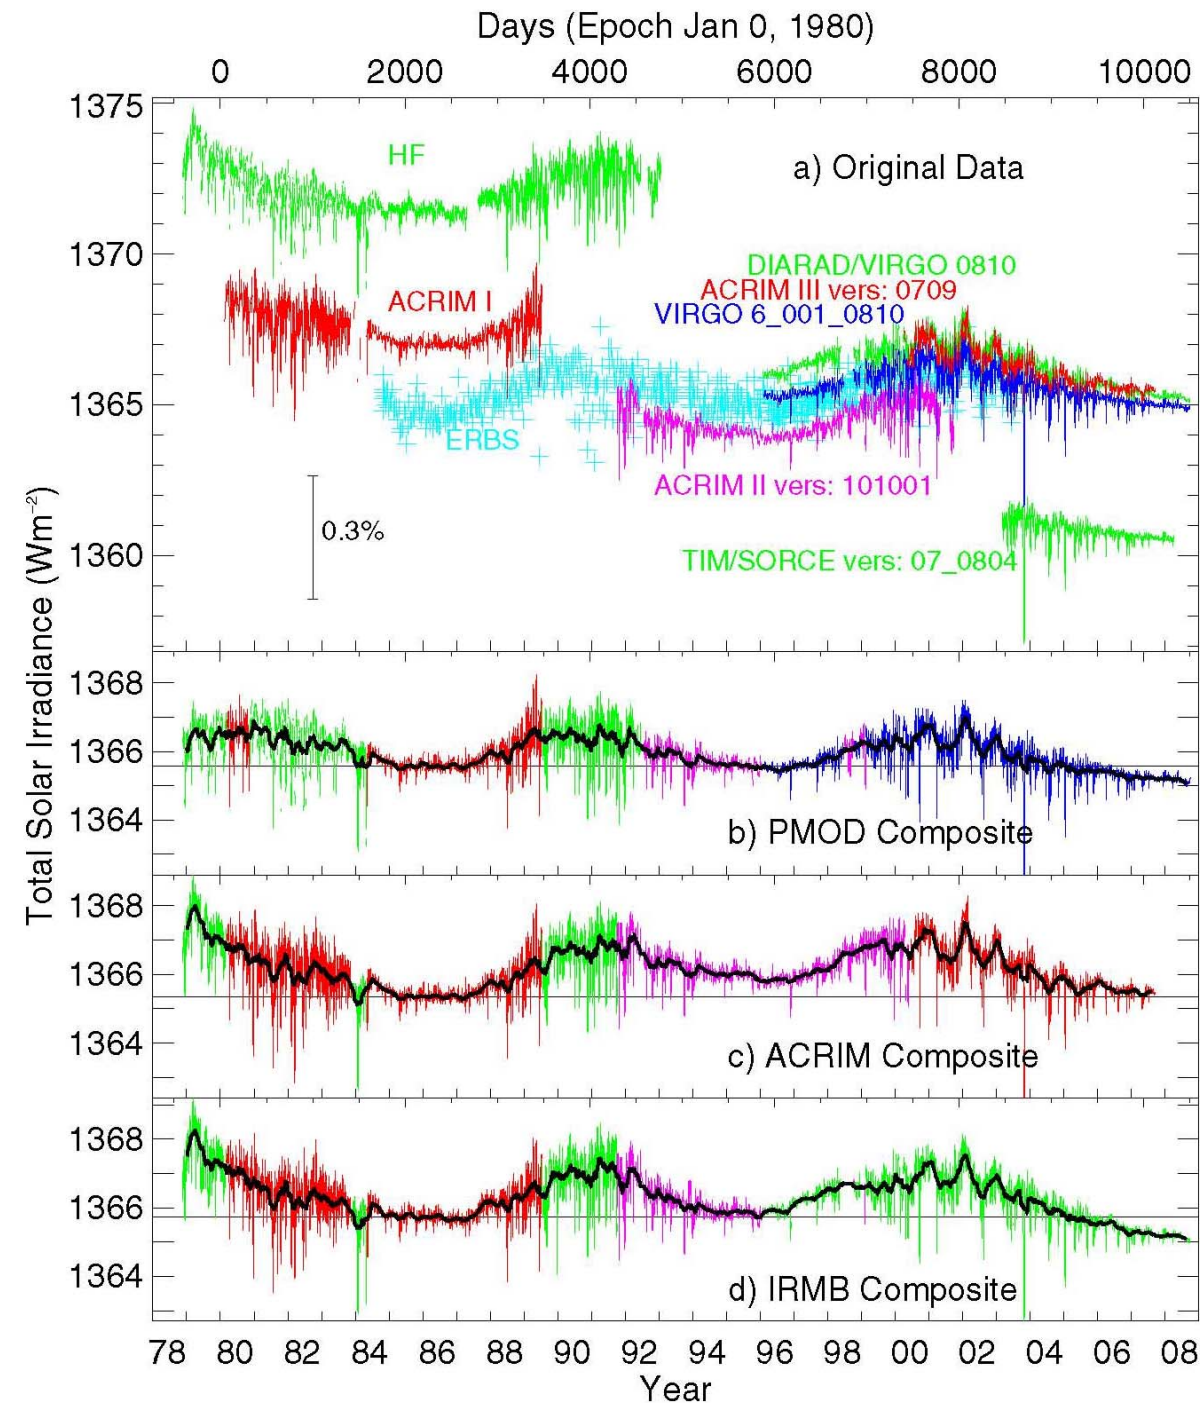 Days (Epoch Jan 0, 1980)
0 2000 4000 6000 8000 10000
1375
HF
a) Original Data
1370
DIARAD/VIRGO 0810
ACRIM III vers: 0709
ACRIM I
VIRGO 6_001_0810
1365
ERBS
ACRIM II vers: 101001
0.3%
1360
TIM/SORCE vers: 07_0804
Total Solar Irradiance (Wm⁻²)
1368
1366
1364
b) PMOD Composite
1368
1366
1364
c) ACRIM Composite
1368
1366
1364
d) IRMB Composite
78 80 82 84 86 88 90 92 94 96 98 00 02 04 06 08
Year